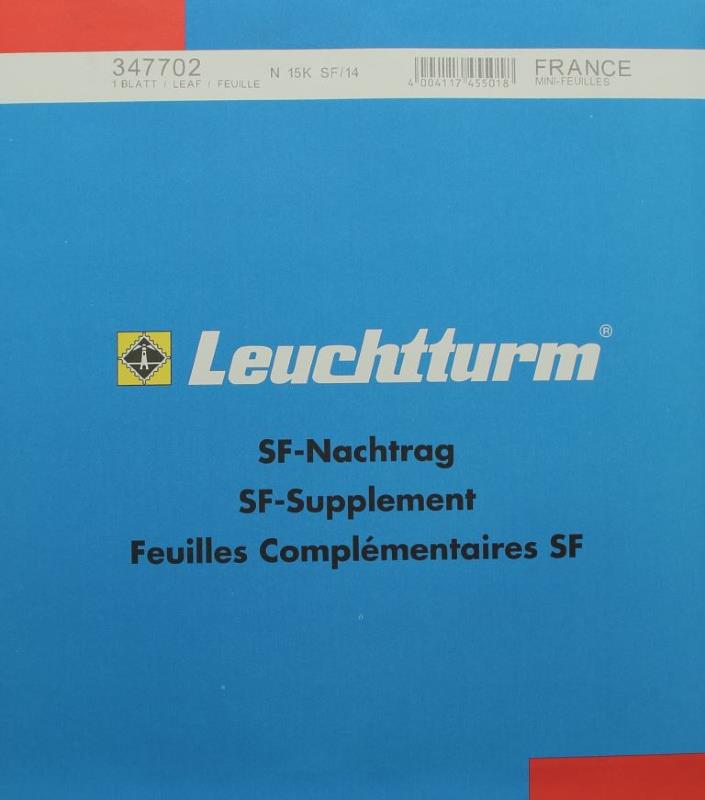 347702 N 15K SF/14 FRANCE
1 BLATT / LEAF / FEUILLE 4 004117 455018 MINI-FEUILLES
Leuchtturm®
SF-Nachtrag
SF-Supplement
Feuilles Complémentaires SF